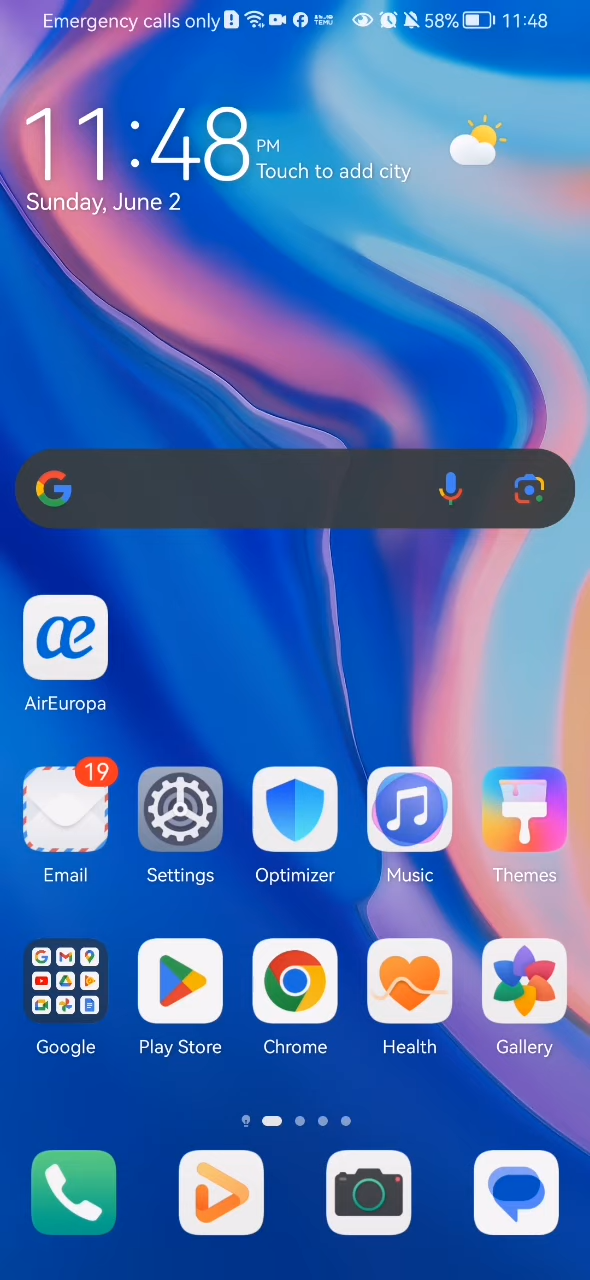 Emergency calls only
58%
11:48
11:48
PM
Touch to add city
Sunday, June 2
æ
AirEuropa
19
Email
Settings
Optimizer
Music
Themes
Google
Play Store
Chrome
Health
Gallery